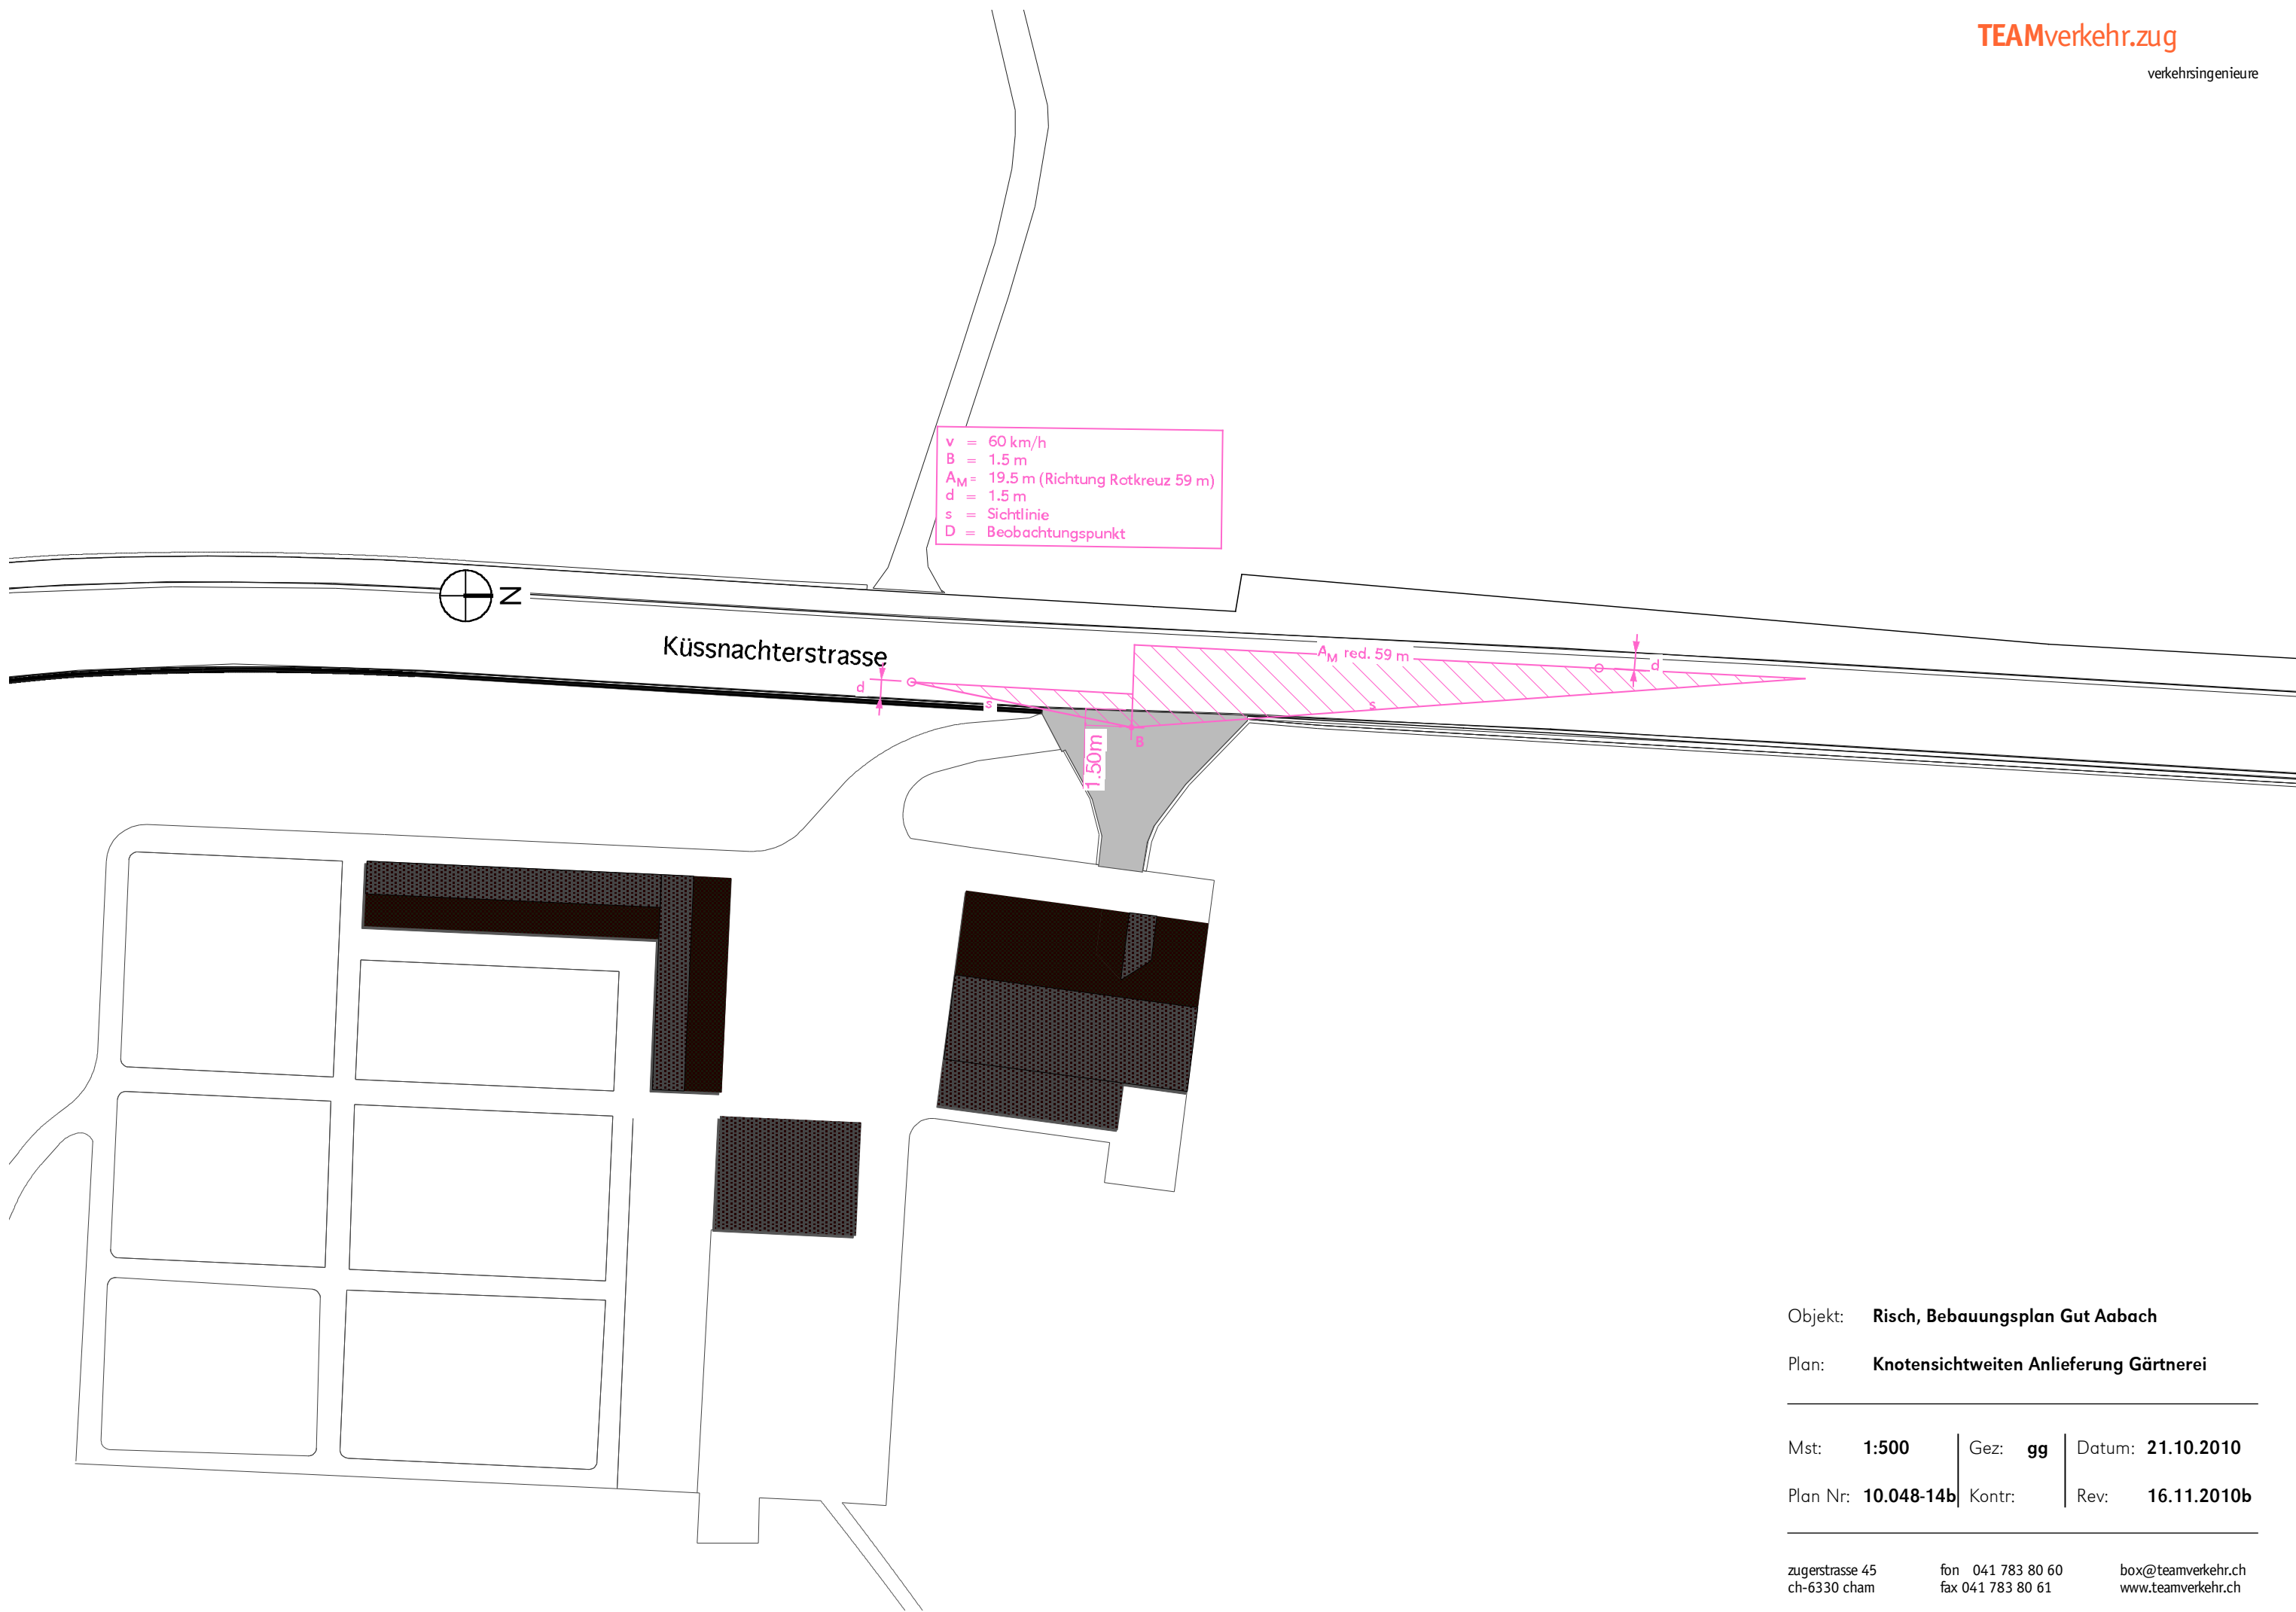 TEAMverkehr.zug
verkehrsingenieure
v = 60 km/h
B = 1.5 m
AM = 19.5 m (Richtung Rotkreuz 59 m)
d = 1.5 m
s = Sichtlinie
D = Beobachtungspunkt
N
Küssnachterstrasse
AM red. 59 m
d
d
s
s
B
1.50m
Objekt: Risch, Bebauungsplan Gut Aabach
Plan: Knotensichtweiten Anlieferung Gärtnerei
Mst: 1:500 Gez: gg Datum: 21.10.2010
Plan Nr: 10.048-14b Kontr: Rev: 16.11.2010b
zugerstrasse 45 fon 041 783 80 60 box@teamverkehr.ch
ch-6330 cham fax 041 783 80 61 www.teamverkehr.ch